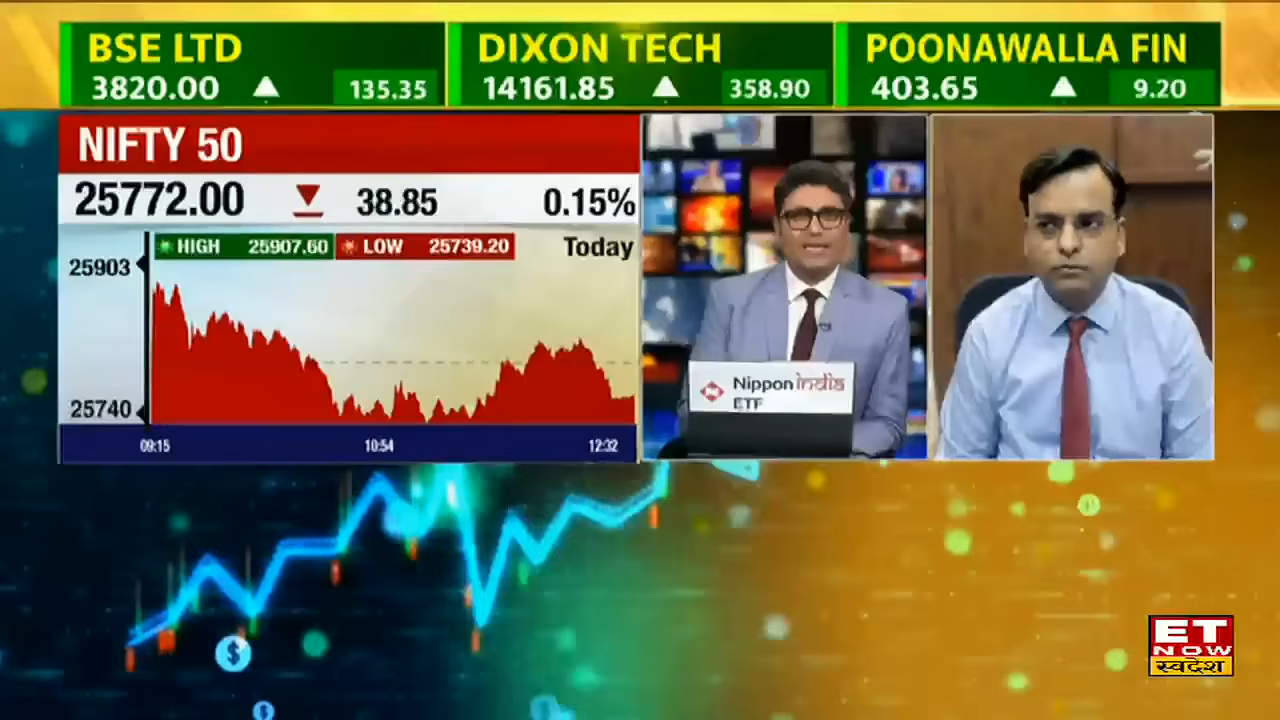 BSE LTD
3820.00 ▲ 135.35
DIXON TECH
14161.85 ▲ 358.90
POONAWALLA FIN
403.65 ▲ 9.20
NIFTY 50
25772.00 ▼ 38.85 0.15%
HIGH 25907.60 LOW 25739.20 Today
25903
25740
09:15 10:54 12:32
Nippon india
ETF
$
$
ET
NOW
स्वदेश